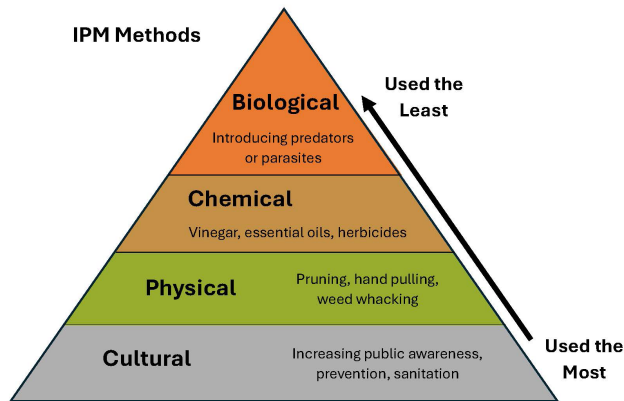 IPM Methods
Used the
Least
Biological
Introducing predators
or parasites
Chemical
Vinegar, essential oils, herbicides
Physical
Pruning, hand pulling,
weed whacking
Cultural
Increasing public awareness,
prevention, sanitation
Used the
Most